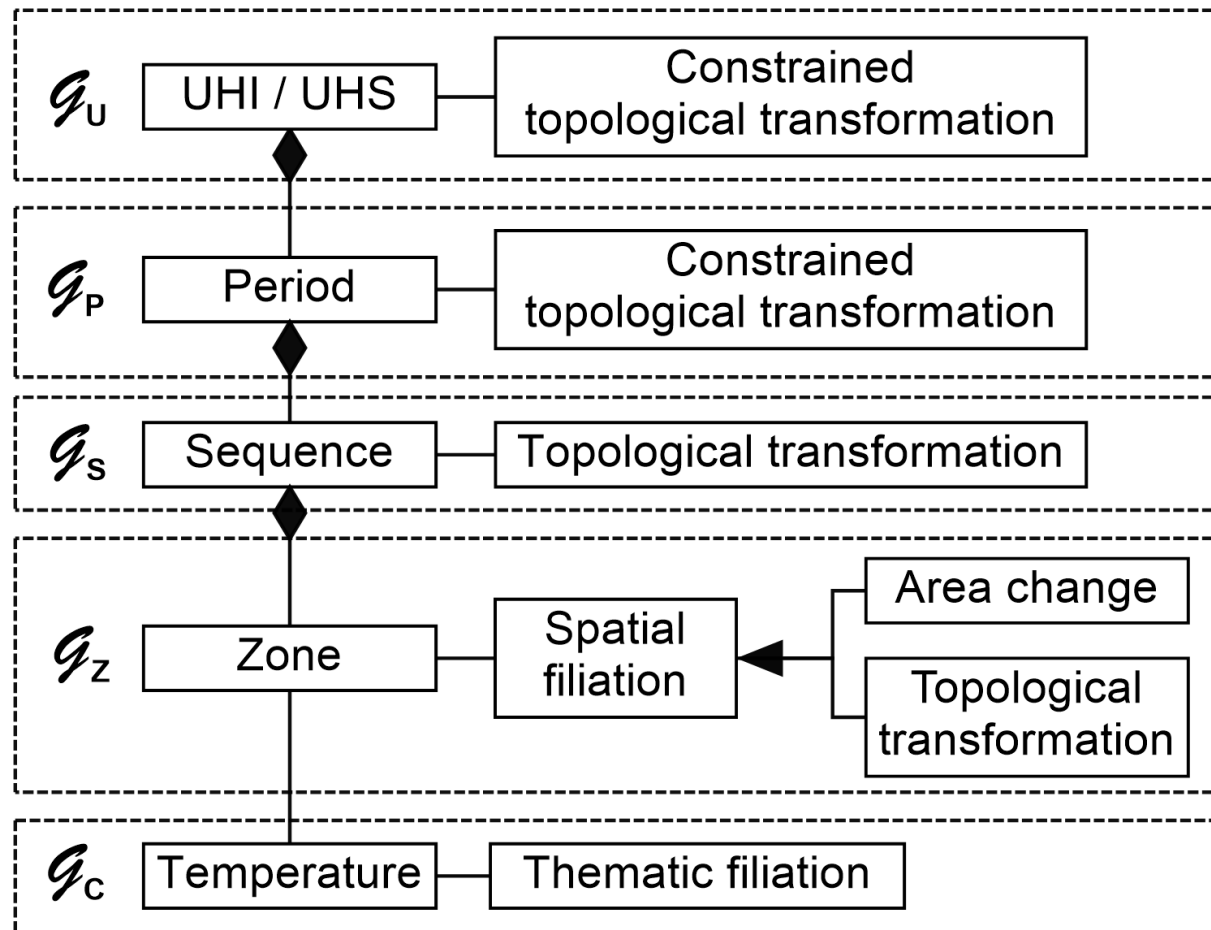 𝒢U
UHI / UHS
Constrained
topological transformation
𝒢P
Period
Constrained
topological transformation
𝒢S
Sequence
Topological transformation
𝒢Z
Zone
Spatial
filiation
Area change
Topological
transformation
𝒢C
Temperature
Thematic filiation